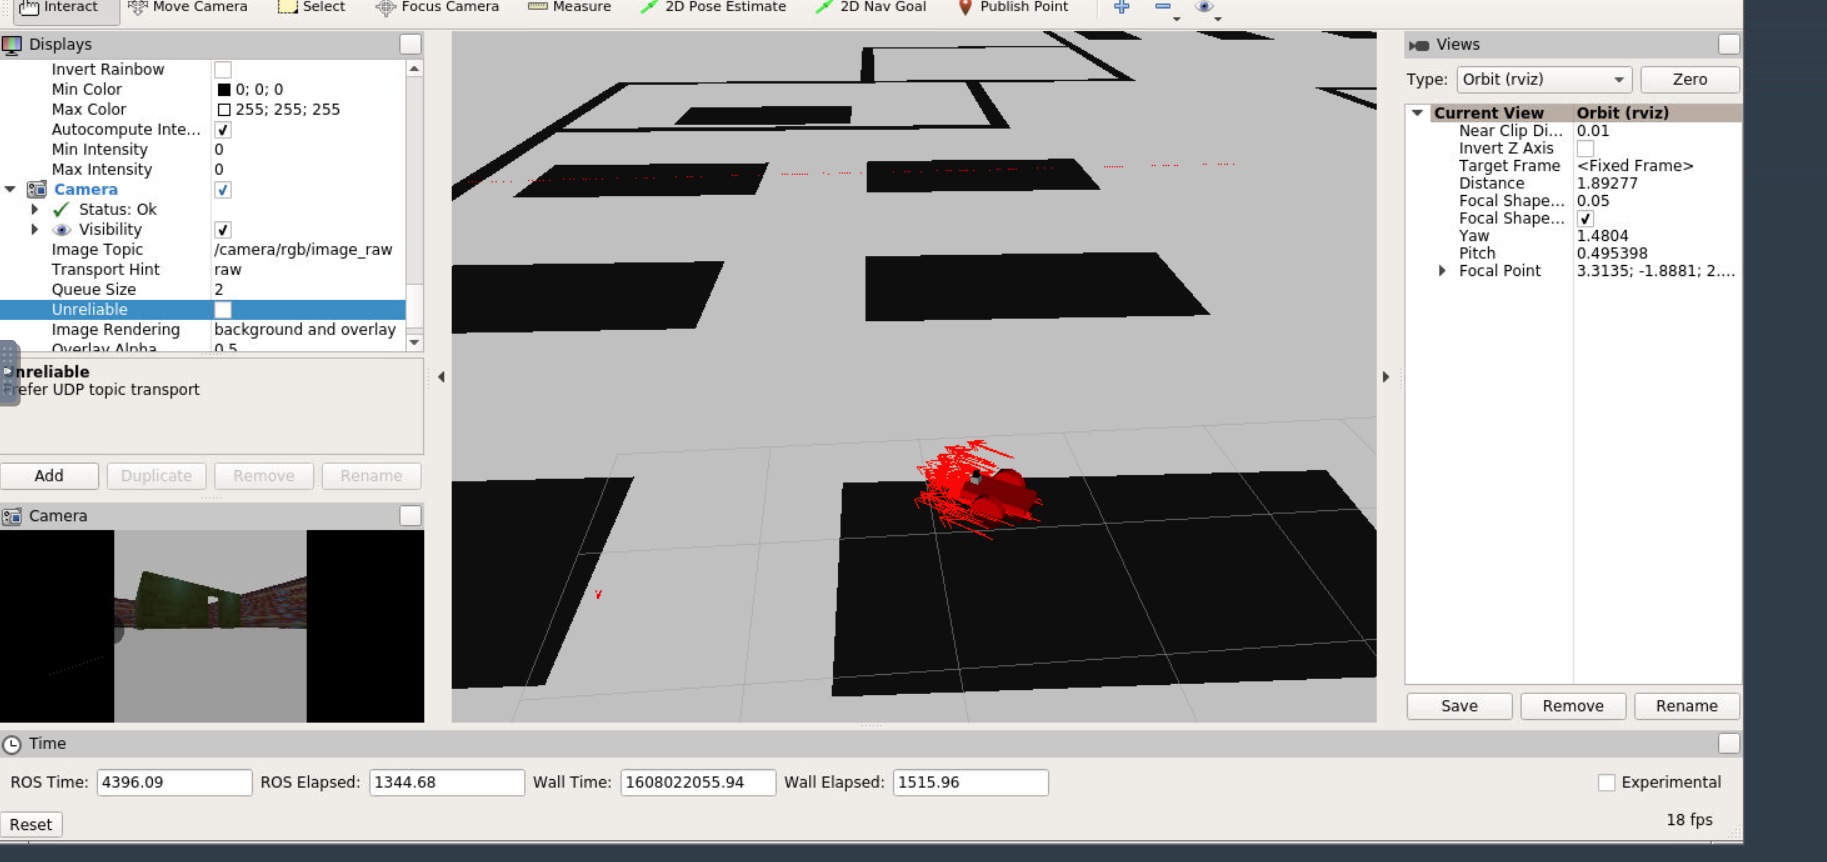 Interact Move Camera Select Focus Camera Measure 2D Pose Estimate 2D Nav Goal Publish Point
Displays
Invert Rainbow
Min Color 0; 0; 0
Max Color 255; 255; 255
Autocompute Inte...
Min Intensity 0
Max Intensity 0
Camera
Status: Ok
Visibility
Image Topic /camera/rgb/image_raw
Transport Hint raw
Queue Size 2
Unreliable
Image Rendering background and overlay
Overlay Alpha 0.5
nreliable
refer UDP topic transport
Add Duplicate Remove Rename
Camera
Views
Type: Orbit (rviz) Zero
Current View Orbit (rviz)
Near Clip Di... 0.01
Invert Z Axis
Target Frame <Fixed Frame>
Distance 1.89277
Focal Shape... 0.05
Focal Shape...
Yaw 1.4804
Pitch 0.495398
Focal Point 3.3135; -1.8881; 2....
Save Remove Rename
Time
ROS Time: 4396.09 ROS Elapsed: 1344.68 Wall Time: 1608022055.94 Wall Elapsed: 1515.96 Experimental
Reset 18 fps